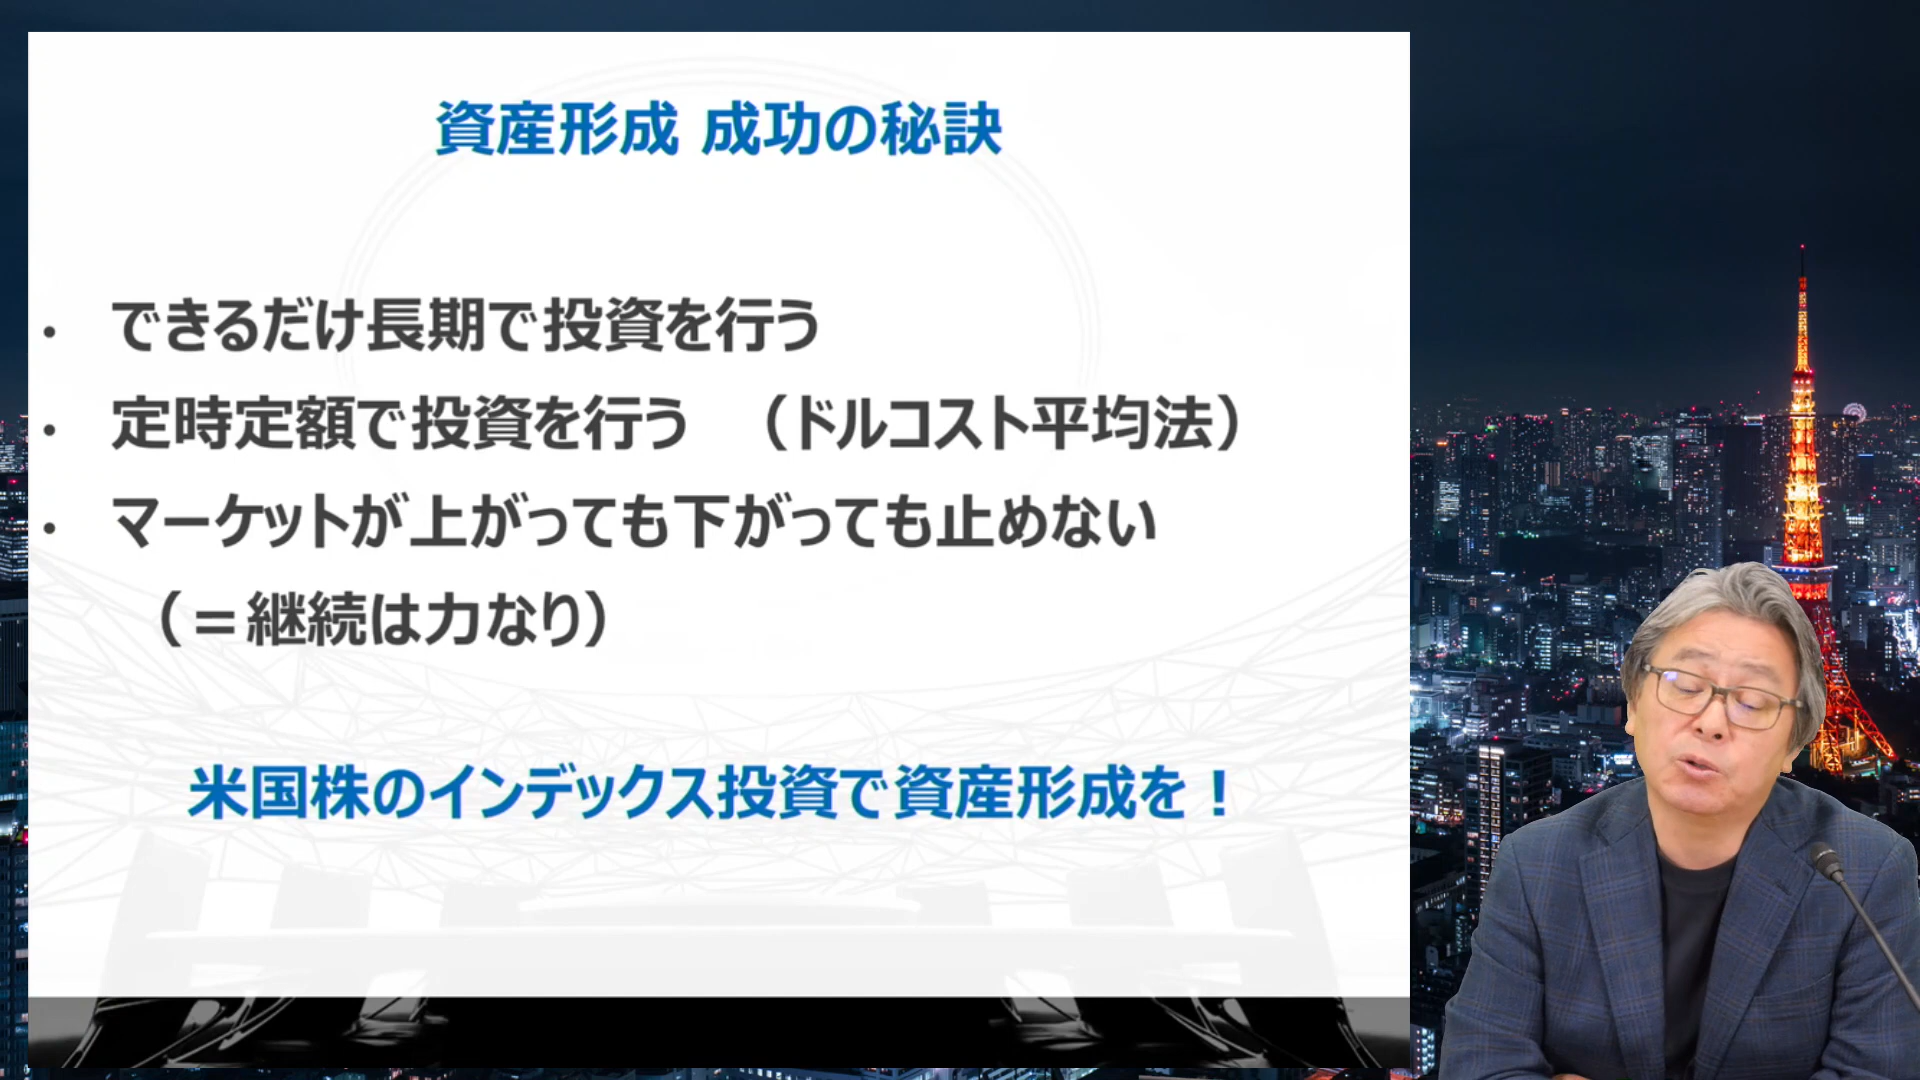 資産形成 成功の秘訣
• できるだけ長期で投資を行う
• 定時定額で投資を行う （ドルコスト平均法）
• マーケットが上がっても下がっても止めない
（＝継続は力なり）
米国株のインデックス投資で資産形成を！